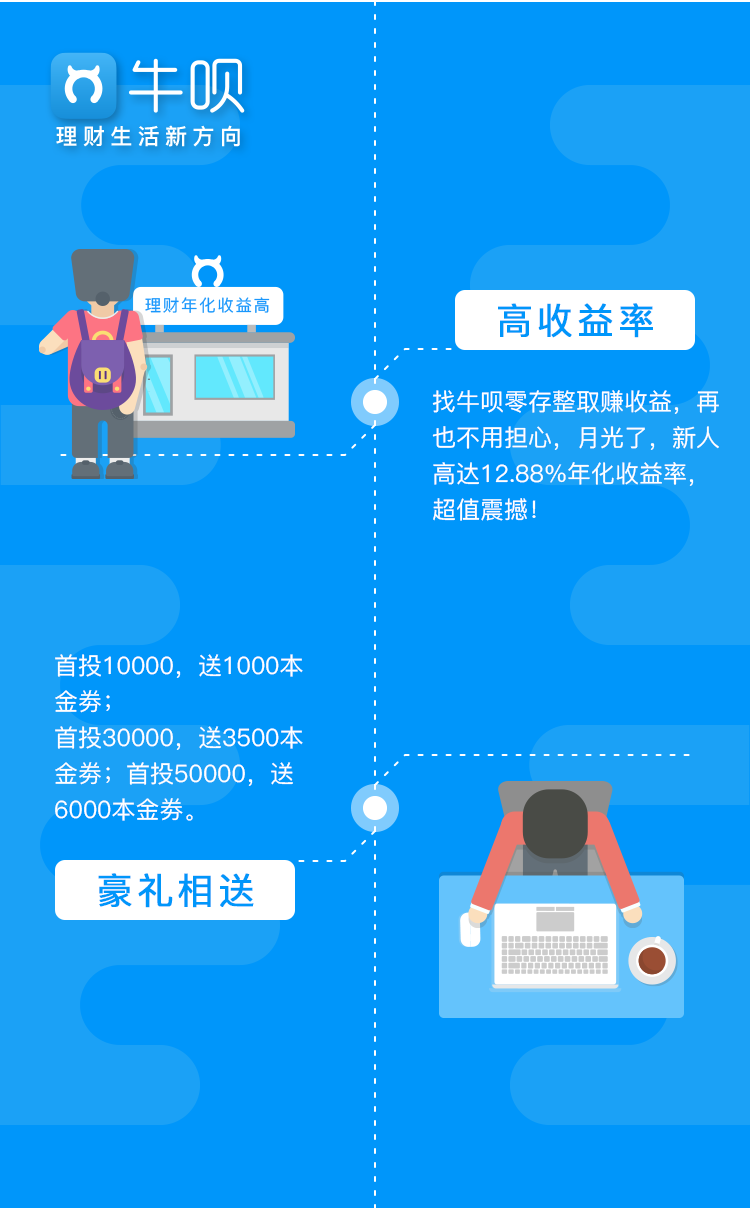 牛呗
理财生活新方向
理财年化收益高
高收益率
找牛呗零存整取赚收益，再
也不用担心，月光了，新人
高达12.88%年化收益率，
超值震撼！
首投10000，送1000本
金券；
首投30000，送3500本
金券；首投50000，送
6000本金券。
豪礼相送